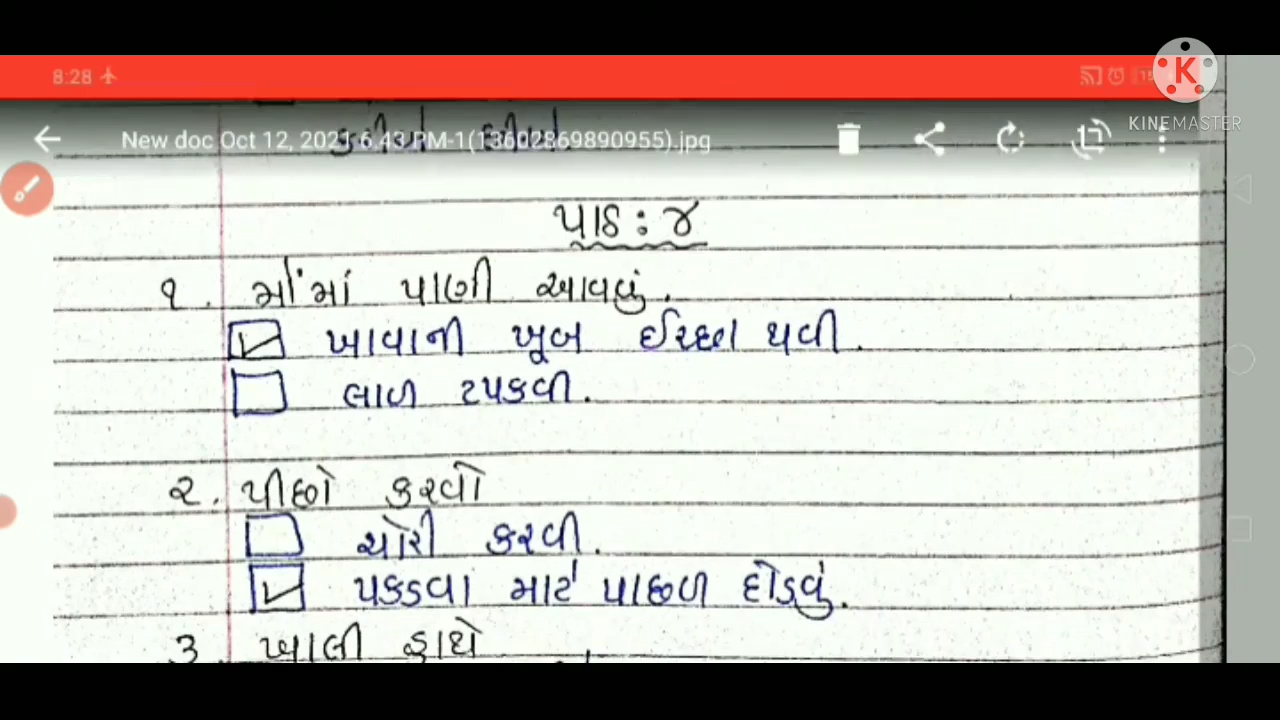 8:28
KINEMASTER
New doc Oct 12, 2021 6.43 PM-1(13602869890955).jpg
પાઠ : ૪
૧. મોંમાં પાણી આવવું.
ખાવાની ખૂબ ઈચ્છા થવી.
લાળ ટપકવી.
૨. પીછો કરવો
ચોરી કરવી.
પકડવા માટે પાછળ દોડવું.
૩. ખાલી હાથે